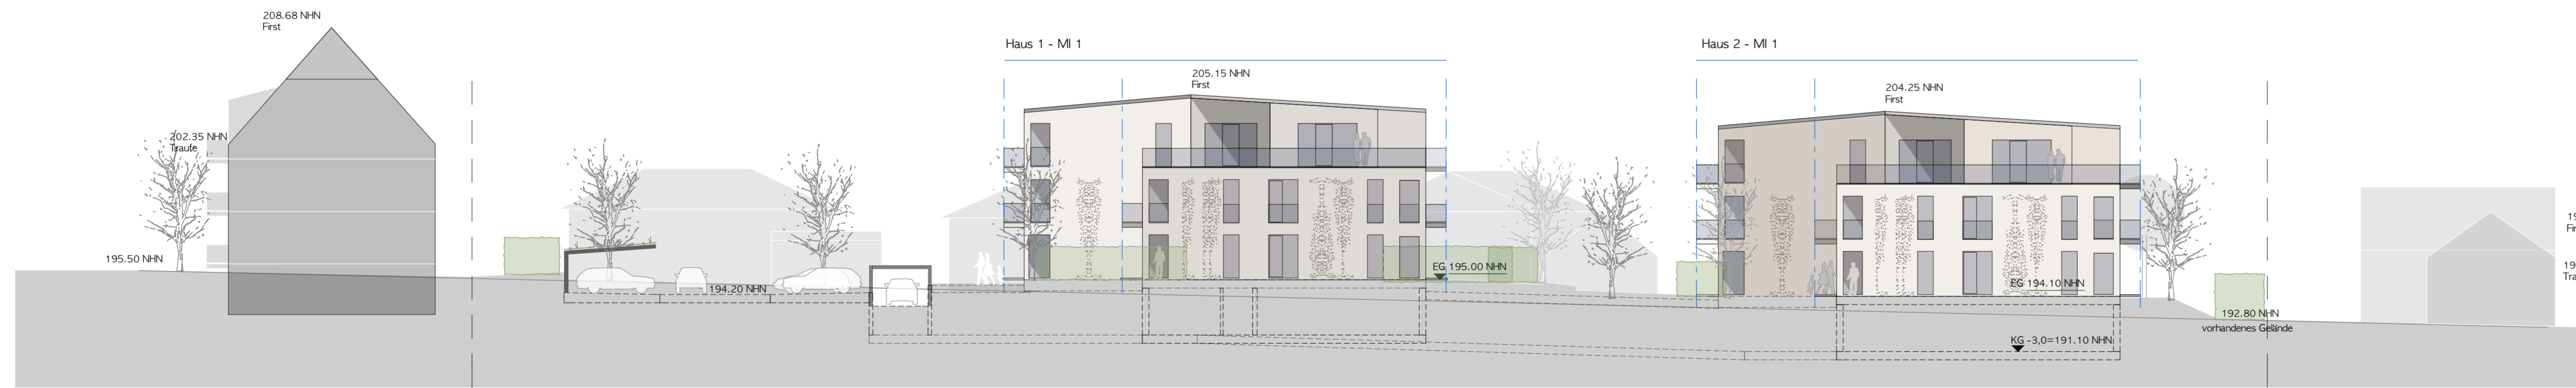 208.68 NHN
First
202.35 NHN
Traufe
195.50 NHN
194.20 NHN
Haus 1 - MI 1
205.15 NHN
First
EG 195.00 NHN
Haus 2 - MI 1
204.25 NHN
First
EG 194.10 NHN
KG -3,0=191.10 NHN
192.80 NHN
vorhandenes Gelände